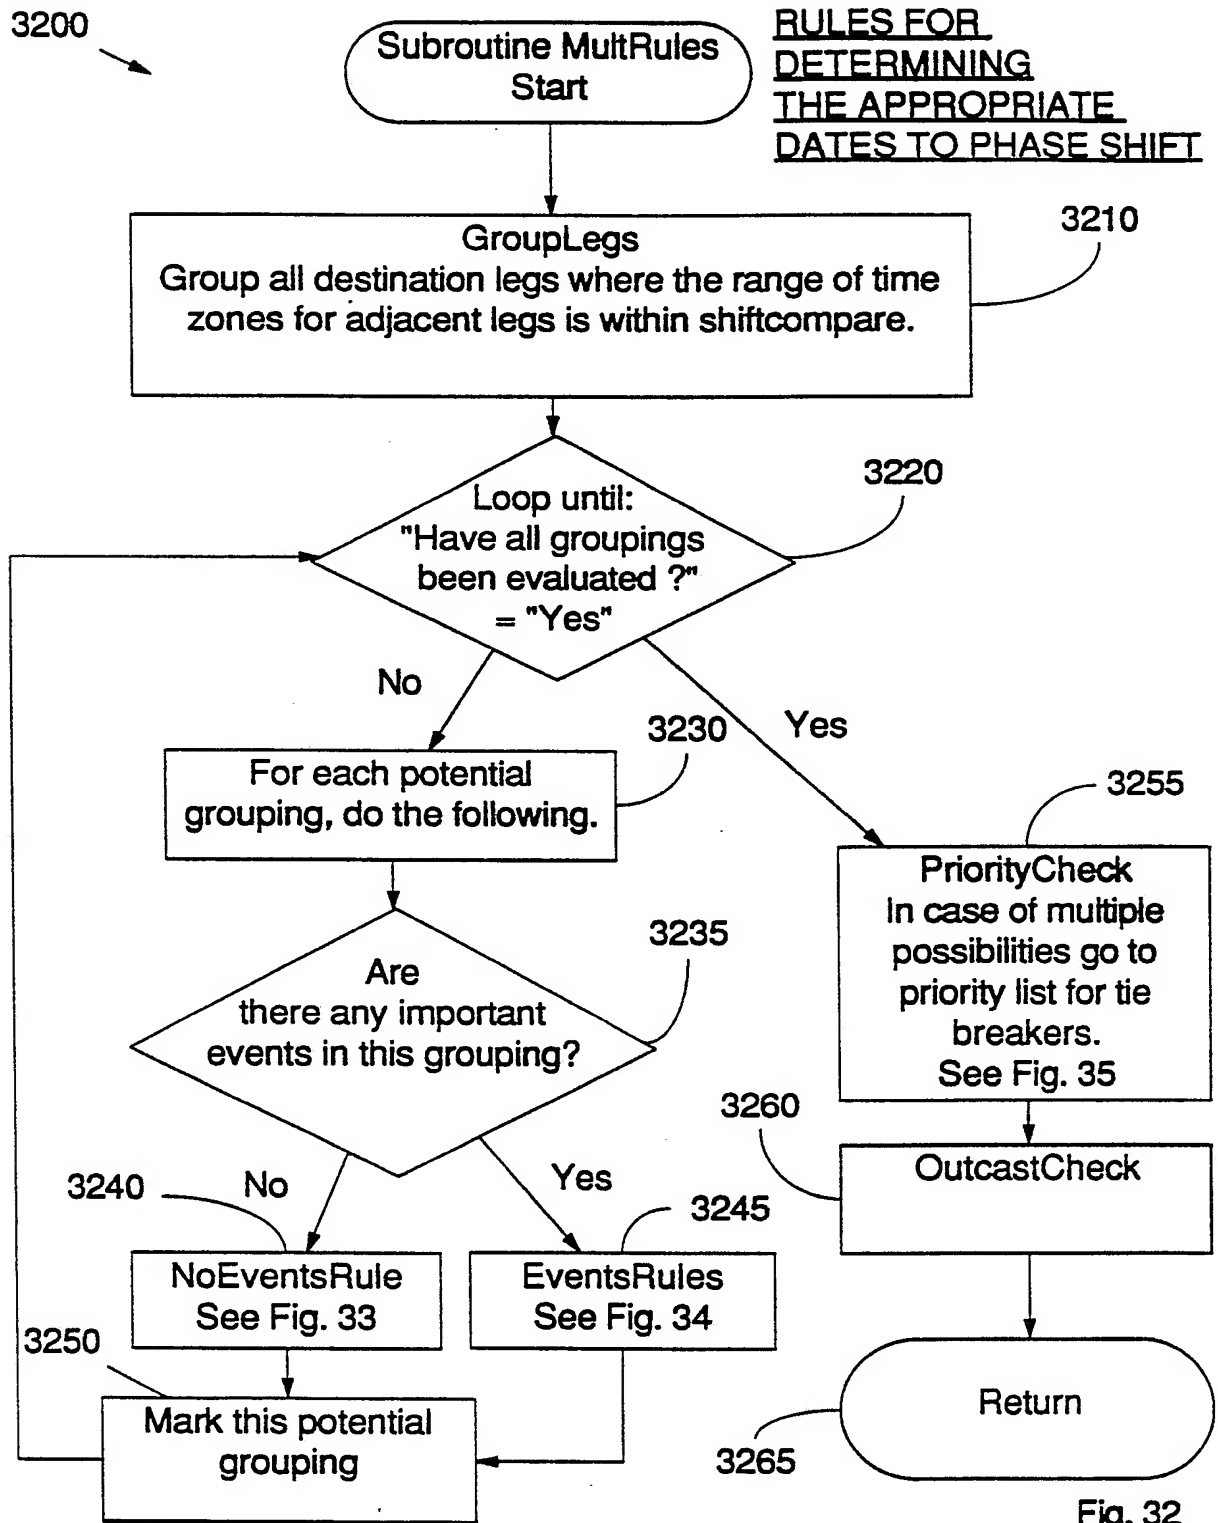 3200
Subroutine MultRules
Start
RULES FOR
DETERMINING
THE APPROPRIATE
DATES TO PHASE SHIFT
3210
GroupLegs
Group all destination legs where the range of time
zones for adjacent legs is within shiftcompare.
3220
Loop until:
"Have all groupings
been evaluated ?"
= "Yes"
No
Yes
3230
For each potential
grouping, do the following.
3255
PriorityCheck
In case of multiple
possibilities go to
priority list for tie
breakers.
See Fig. 35
3235
Are
there any important
events in this grouping?
3260
OutcastCheck
No
Yes
3240
3245
NoEventsRule
See Fig. 33
EventsRules
See Fig. 34
3250
Mark this potential
grouping
Return
3265
Fig. 32